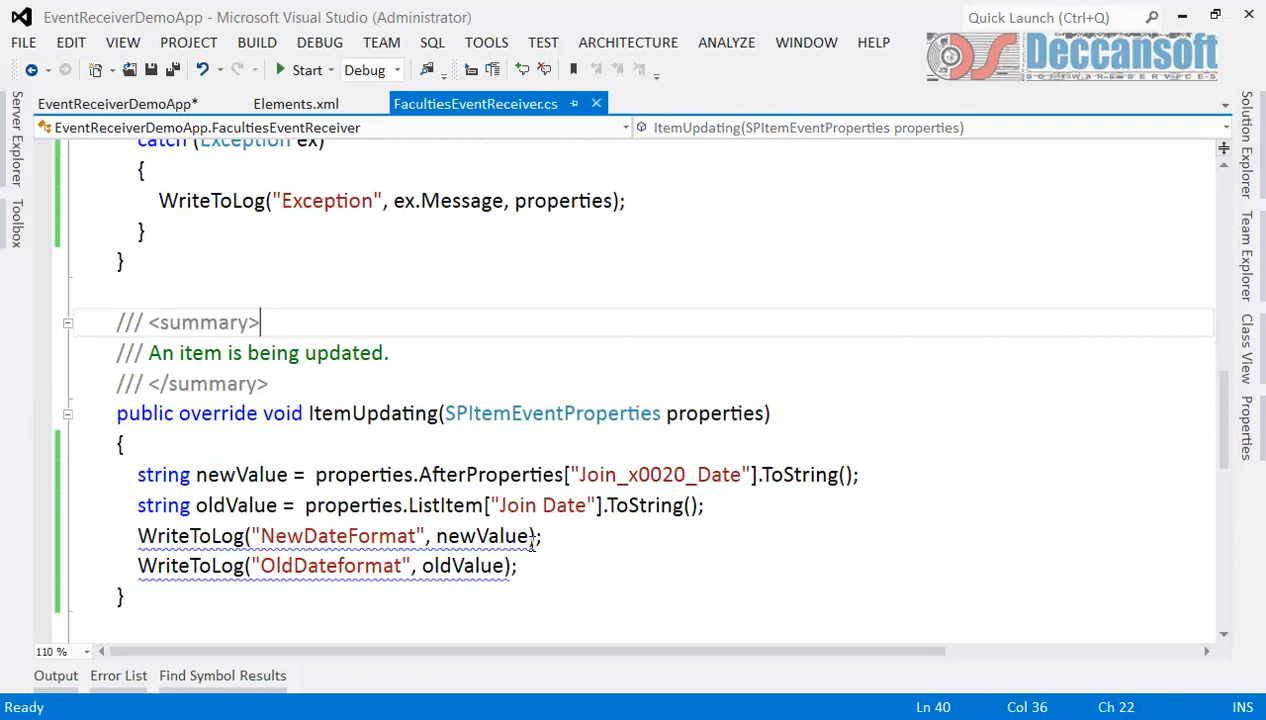 EventReceiverDemoApp - Microsoft Visual Studio (Administrator)
Quick Launch (Ctrl+Q)
FILE EDIT VIEW PROJECT BUILD DEBUG TEAM SQL TOOLS TEST ARCHITECTURE ANALYZE WINDOW HELP
Deccansoft
SOFTWARE SERVICES
Start Debug
EventReceiverDemoApp* Elements.xml FacultiesEventReceiver.cs
EventReceiverDemoApp.FacultiesEventReceiver ItemUpdating(SPItemEventProperties properties)
Server Explorer
Toolbox
Solution Explorer
Team Explorer
Class View
Properties
catch (Exception ex)
{
WriteToLog("Exception", ex.Message, properties);
}
}
/// <summary>
/// An item is being updated.
/// </summary>
public override void ItemUpdating(SPItemEventProperties properties)
{
string newValue = properties.AfterProperties["Join_x0020_Date"].ToString();
string oldValue = properties.ListItem["Join Date"].ToString();
WriteToLog("NewDateFormat", newValue);
WriteToLog("OldDateformat", oldValue);
}
110 %
Output Error List Find Symbol Results
Ready Ln 40 Col 36 Ch 22 INS